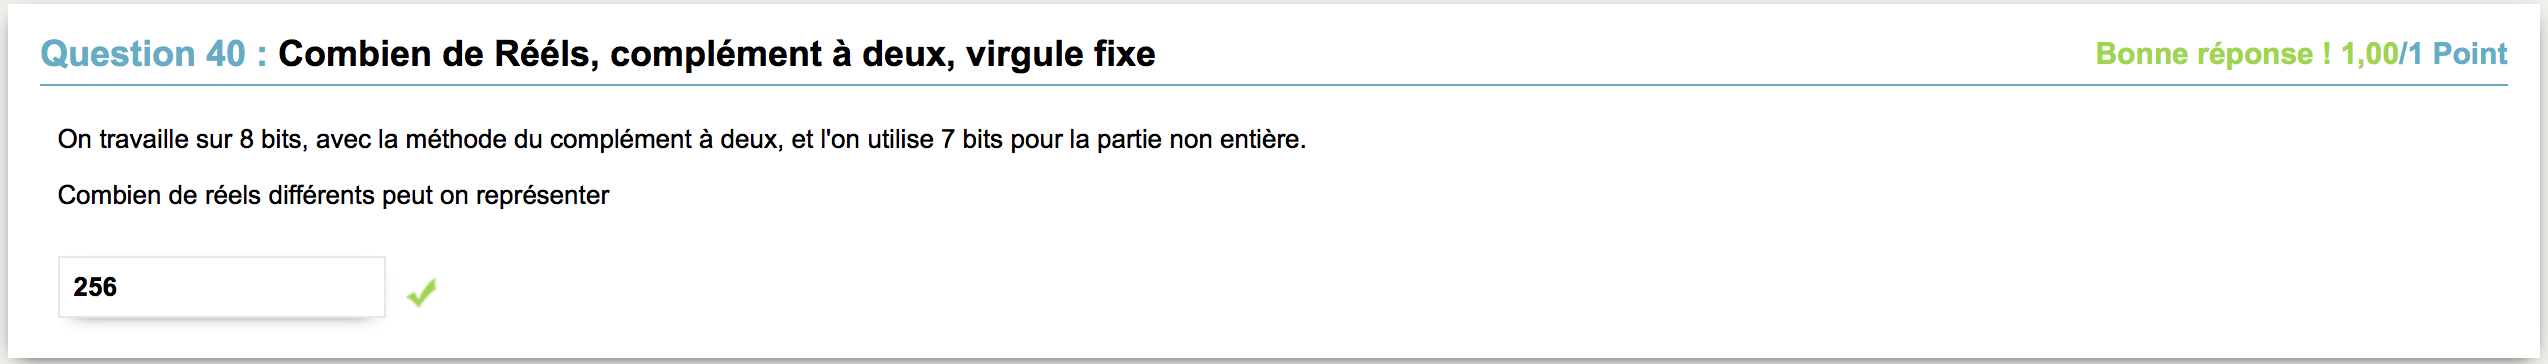 Question 40 : Combien de Réels, complément à deux, virgule fixe
Bonne réponse ! 1,00/1 Point
On travaille sur 8 bits, avec la méthode du complément à deux, et l'on utilise 7 bits pour la partie non entière.
Combien de réels différents peut on représenter
256